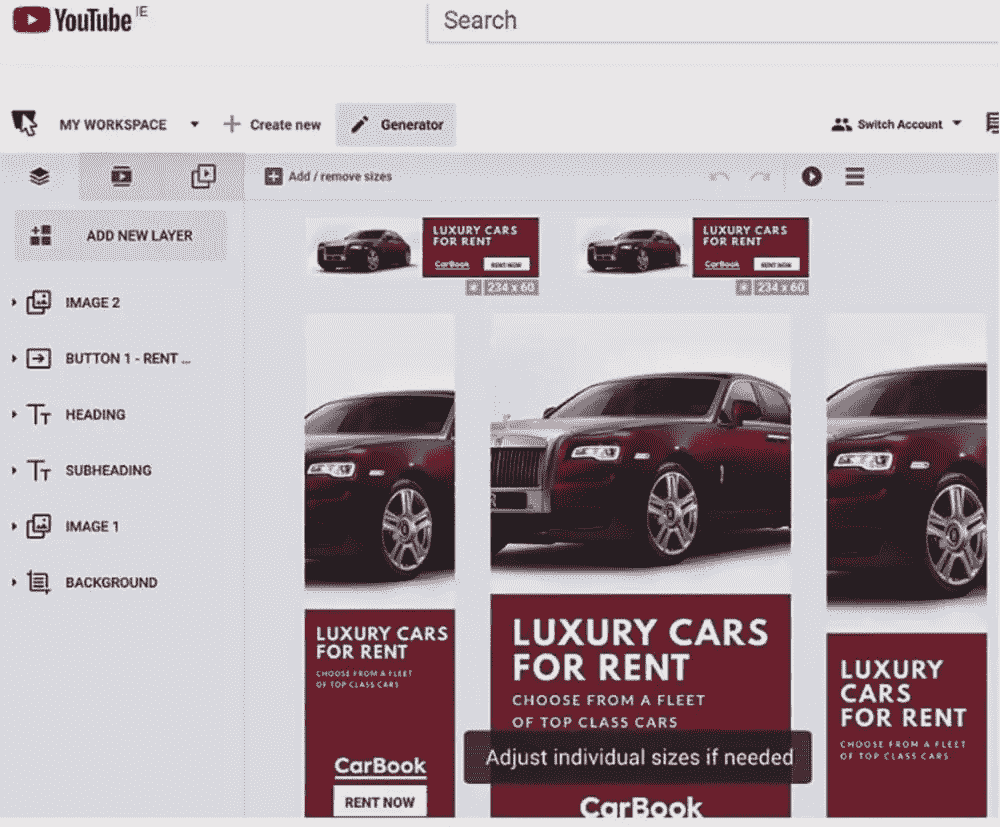 YouTube IE
Search
MY WORKSPACE
Create new
Generator
Switch Account
Add / remove sizes
ADD NEW LAYER
IMAGE 2
BUTTON 1 - RENT ...
HEADING
SUBHEADING
IMAGE 1
BACKGROUND
LUXURY CARS
FOR RENT
CarBook
RENT NOW
234 x 60
LUXURY CARS
FOR RENT
CarBook
RENT NOW
234 x 60
LUXURY CARS
FOR RENT
CHOOSE FROM A FLEET
OF TOP CLASS CARS
CarBook
RENT NOW
LUXURY CARS
FOR RENT
CHOOSE FROM A FLEET
OF TOP CLASS CARS
Adjust individual sizes if needed
CarBook
LUXURY
CARS
FOR RENT
CHOOSE FROM A FLEET
OF TOP CLASS CARS